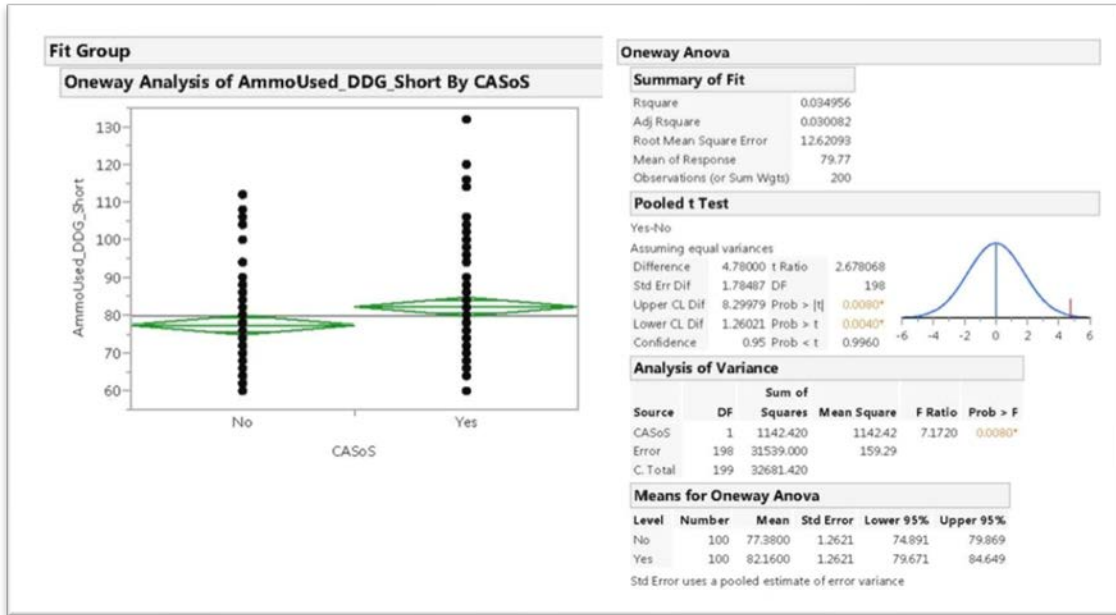 Fit Group
Oneway Analysis of AmmoUsed_DDG_Short By CASoS
130
120
110
100
90
80
70
60
AmmoUsed_DDG_Short
No Yes
CASoS
Oneway Anova
Summary of Fit
Rsquare 0.034956
Adj Rsquare 0.030082
Root Mean Square Error 12.62093
Mean of Response 79.77
Observations (or Sum Wgts) 200
Pooled t Test
Yes-No
Assuming equal variances
Difference 4.78000 t Ratio 2.678068
Std Err Dif 1.78487 DF 198
Upper CL Dif 8.29979 Prob > |t| 0.0080*
Lower CL Dif 1.26021 Prob > t 0.0040*
Confidence 0.95 Prob < t 0.9960
-6 -4 -2 0 2 4 6
Analysis of Variance
Sum of
Source DF Squares Mean Square F Ratio Prob > F
CASoS 1 1142.420 1142.42 7.1720 0.0080*
Error 198 31539.000 159.29
C. Total 199 32681.420
Means for Oneway Anova
Level Number Mean Std Error Lower 95% Upper 95%
No 100 77.3800 1.2621 74.891 79.869
Yes 100 82.1600 1.2621 79.671 84.649
Std Error uses a pooled estimate of error variance